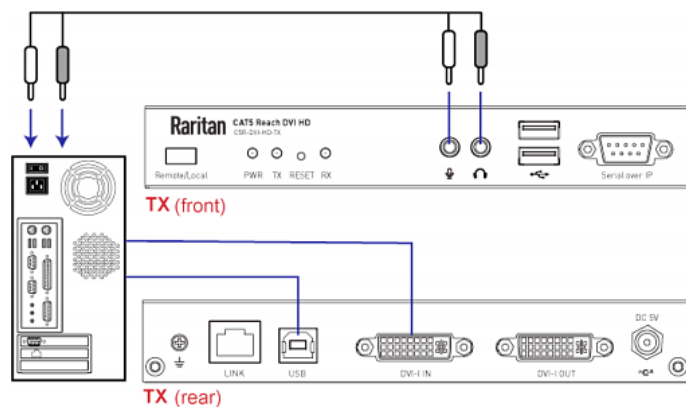 Raritan
CAT5 Reach DVI HD
CSR-DVI-HD-TX
Remote/Local
PWR TX RESET RX
Serial over IP
TX (front)
DC 5V
LINK USB DVI-I IN DVI-I OUT
TX (rear)